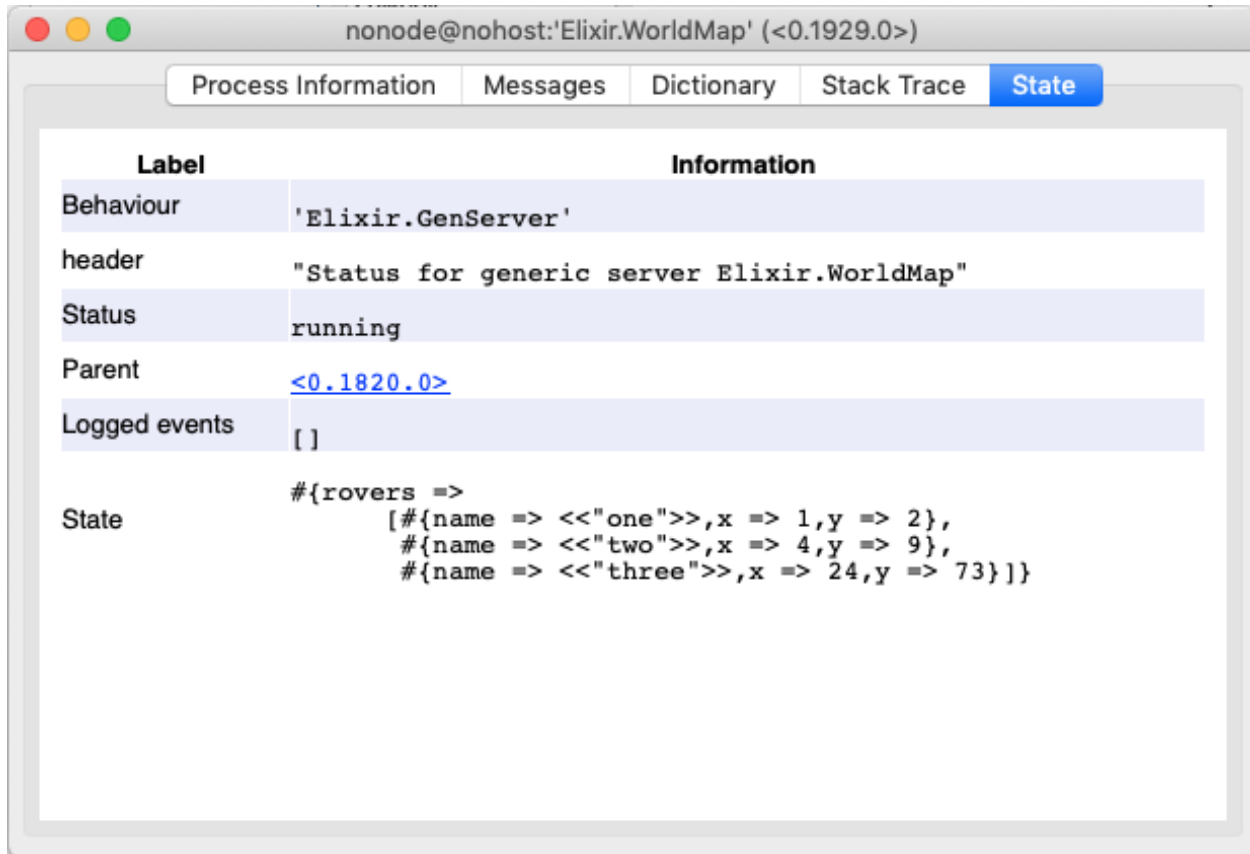 nonode@nohost:'Elixir.WorldMap' (<0.1929.0>)
Process Information Messages Dictionary Stack Trace State
Label Information
Behaviour 'Elixir.GenServer'
header "Status for generic server Elixir.WorldMap"
Status running
Parent <0.1820.0>
Logged events []
State #{rovers =>
[#{name => <<"one">>,x => 1,y => 2},
#{name => <<"two">>,x => 4,y => 9},
#{name => <<"three">>,x => 24,y => 73}]}